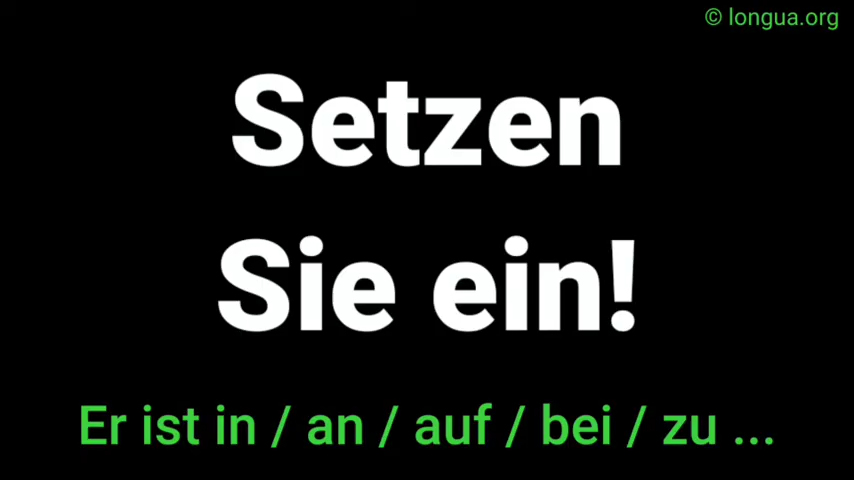 © longua.org
Setzen
Sie ein!
Er ist in / an / auf / bei / zu ...